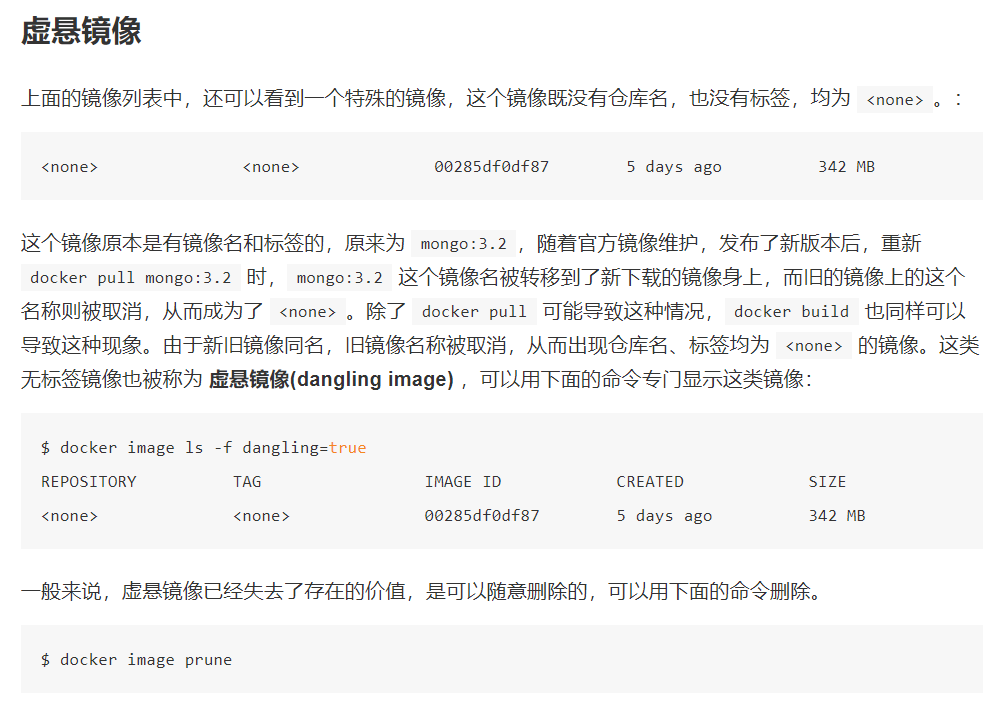 虚悬镜像
上面的镜像列表中，还可以看到一个特殊的镜像，这个镜像既没有仓库名，也没有标签，均为 <none> 。：
<none> <none> 00285df0df87 5 days ago 342 MB
这个镜像原本是有镜像名和标签的，原来为 mongo:3.2 ，随着官方镜像维护，发布了新版本后，重新
docker pull mongo:3.2 时， mongo:3.2 这个镜像名被转移到了新下载的镜像身上，而旧的镜像上的这个
名称则被取消，从而成为了 <none> 。除了 docker pull 可能导致这种情况， docker build 也同样可以
导致这种现象。由于新旧镜像同名，旧镜像名称被取消，从而出现仓库名、标签均为 <none> 的镜像。这类
无标签镜像也被称为 虚悬镜像(dangling image) ，可以用下面的命令专门显示这类镜像：
$ docker image ls -f dangling=true
REPOSITORY TAG IMAGE ID CREATED SIZE
<none> <none> 00285df0df87 5 days ago 342 MB
一般来说，虚悬镜像已经失去了存在的价值，是可以随意删除的，可以用下面的命令删除。
$ docker image prune